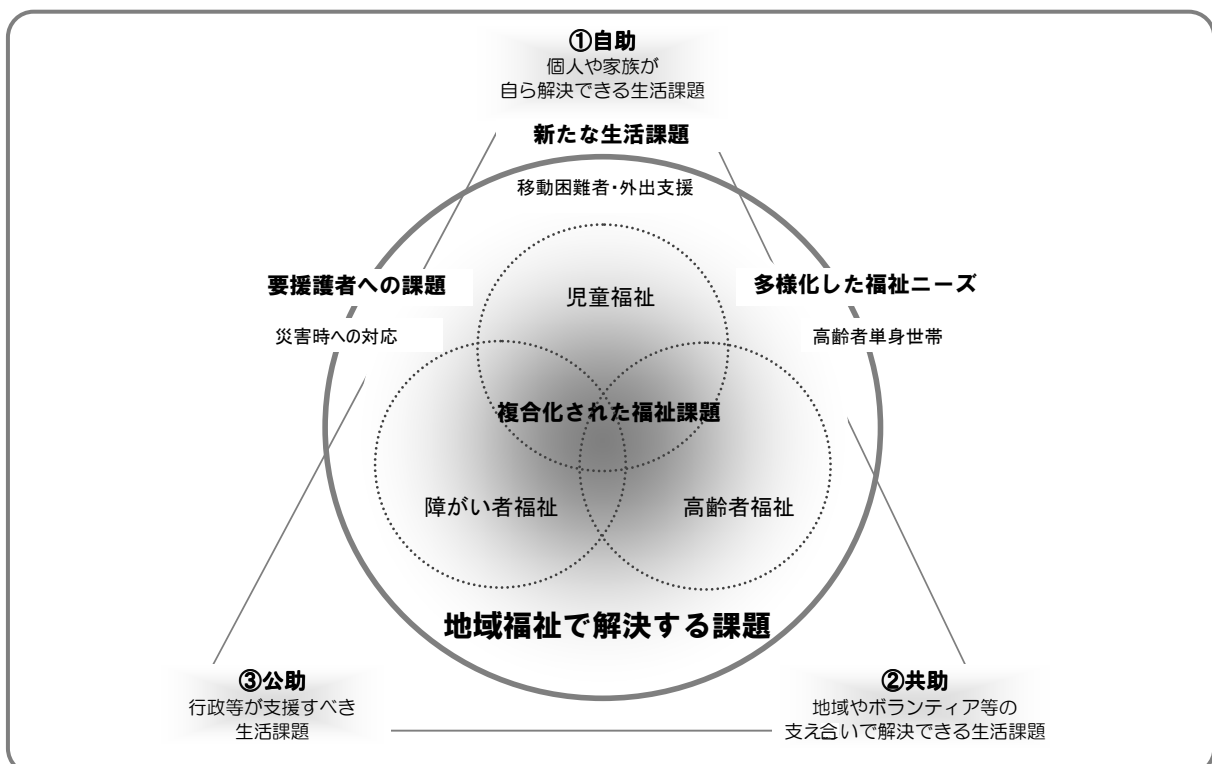 ①自助
個人や家族が
自ら解決できる生活課題
新たな生活課題
移動困難者・外出支援
要援護者への課題
多様化した福祉ニーズ
児童福祉
災害時への対応
高齢者単身世帯
複合化された福祉課題
障がい者福祉
高齢者福祉
地域福祉で解決する課題
③公助
行政等が支援すべき
生活課題
②共助
地域やボランティア等の
支え合いで解決できる生活課題